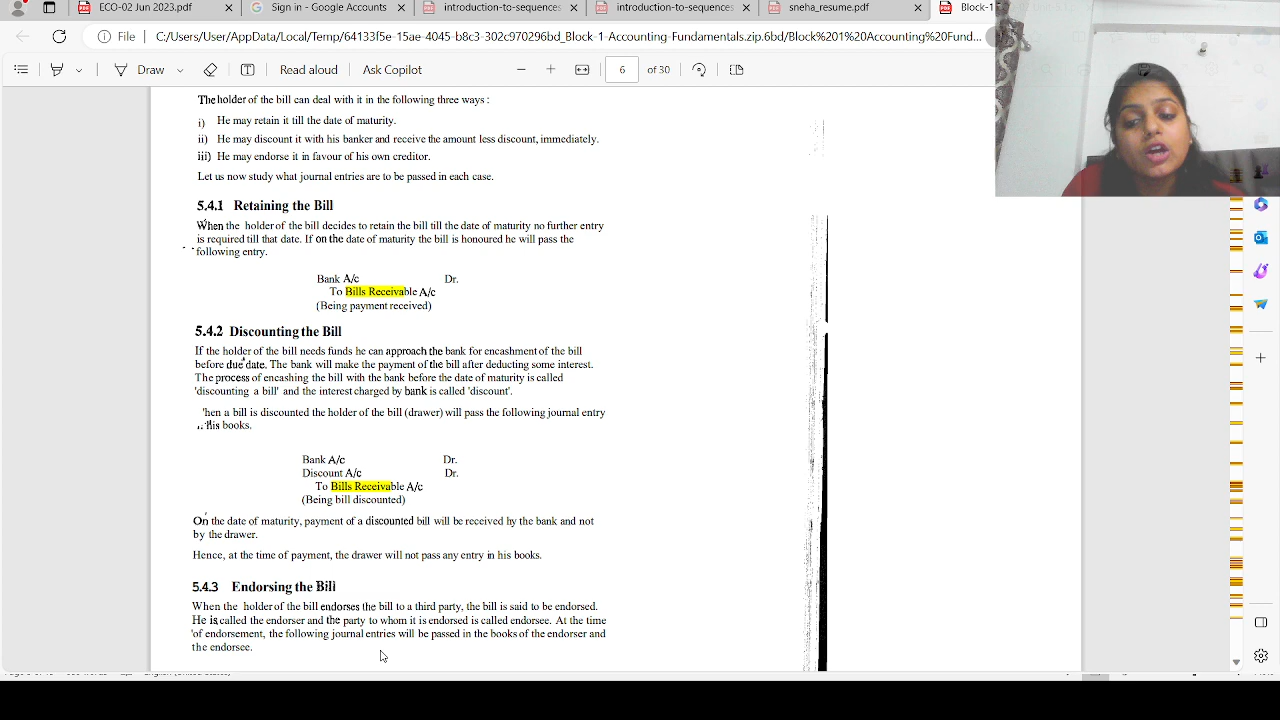 ECO-02 Jun 2023.pdf
Sign in - Google Accounts
introduction-to-sequences
introduction-to-sequences
sneha_resume.pdf
Block-1
File
C:/Users/User/AppData/Local/Temp/64133f5e-15ae-4045-b8c3-302c970296bd_Block-1-Accounting-Fundamentals.zip.6bd/Block%201%20Accounting%20Fund...
Draw
Read aloud
Ask Copilot
6
of 30
The holder of the bill can deal with it in the following three ways :
i) He may retain it till the date of maturity.
ii) He may discount it with his banker and receive the amount less discount, immediately.
iii) He may endorse it in favour of his own creditor.
Let us now study what journal entries are to be passed in each case.
5.4.1 Retaining the Bill
When the holder of the bill decides to retain the bill till the date of maturity no further entry
is required till that date. If on the date of maturity the bill is honoured he will pass the
following entry.
Bank A/c Dr.
To Bills Receivable A/c
(Being payment received)
5.4.2 Discounting the Bill
If the holder of the bill needs funds he can approach the bank for encashment of the bill
before due date. The bank will make the payment of the bill after deducting some interest.
The process of encashing the bill with the bank before the date of maturity is called
'discounting a bill' and the interest charged by bank is called 'discount'.
'hen a bill is discounted the holder of the bill (drawer) will pass the following journal entry
his books.
Bank A/c Dr.
Discount A/c Dr.
To Bills Receivable A/c
(Being bill discounted)
On the date of maturity, payment of a discounted bill will be received by the bank and not
by the drawer.
Hence, at the time of payment, the drawer will not pass any entry in his books.
5.4.3 Endorsing the Bill
When the holder of the bill endorses the bill to a third party, the bill is said to be endorsed.
He is called the endorser and the party to whom it is endorsed is called endorsee. At the time
of endorsement, the following journal entries will be passed in the books of the endorser and
the endorsee.